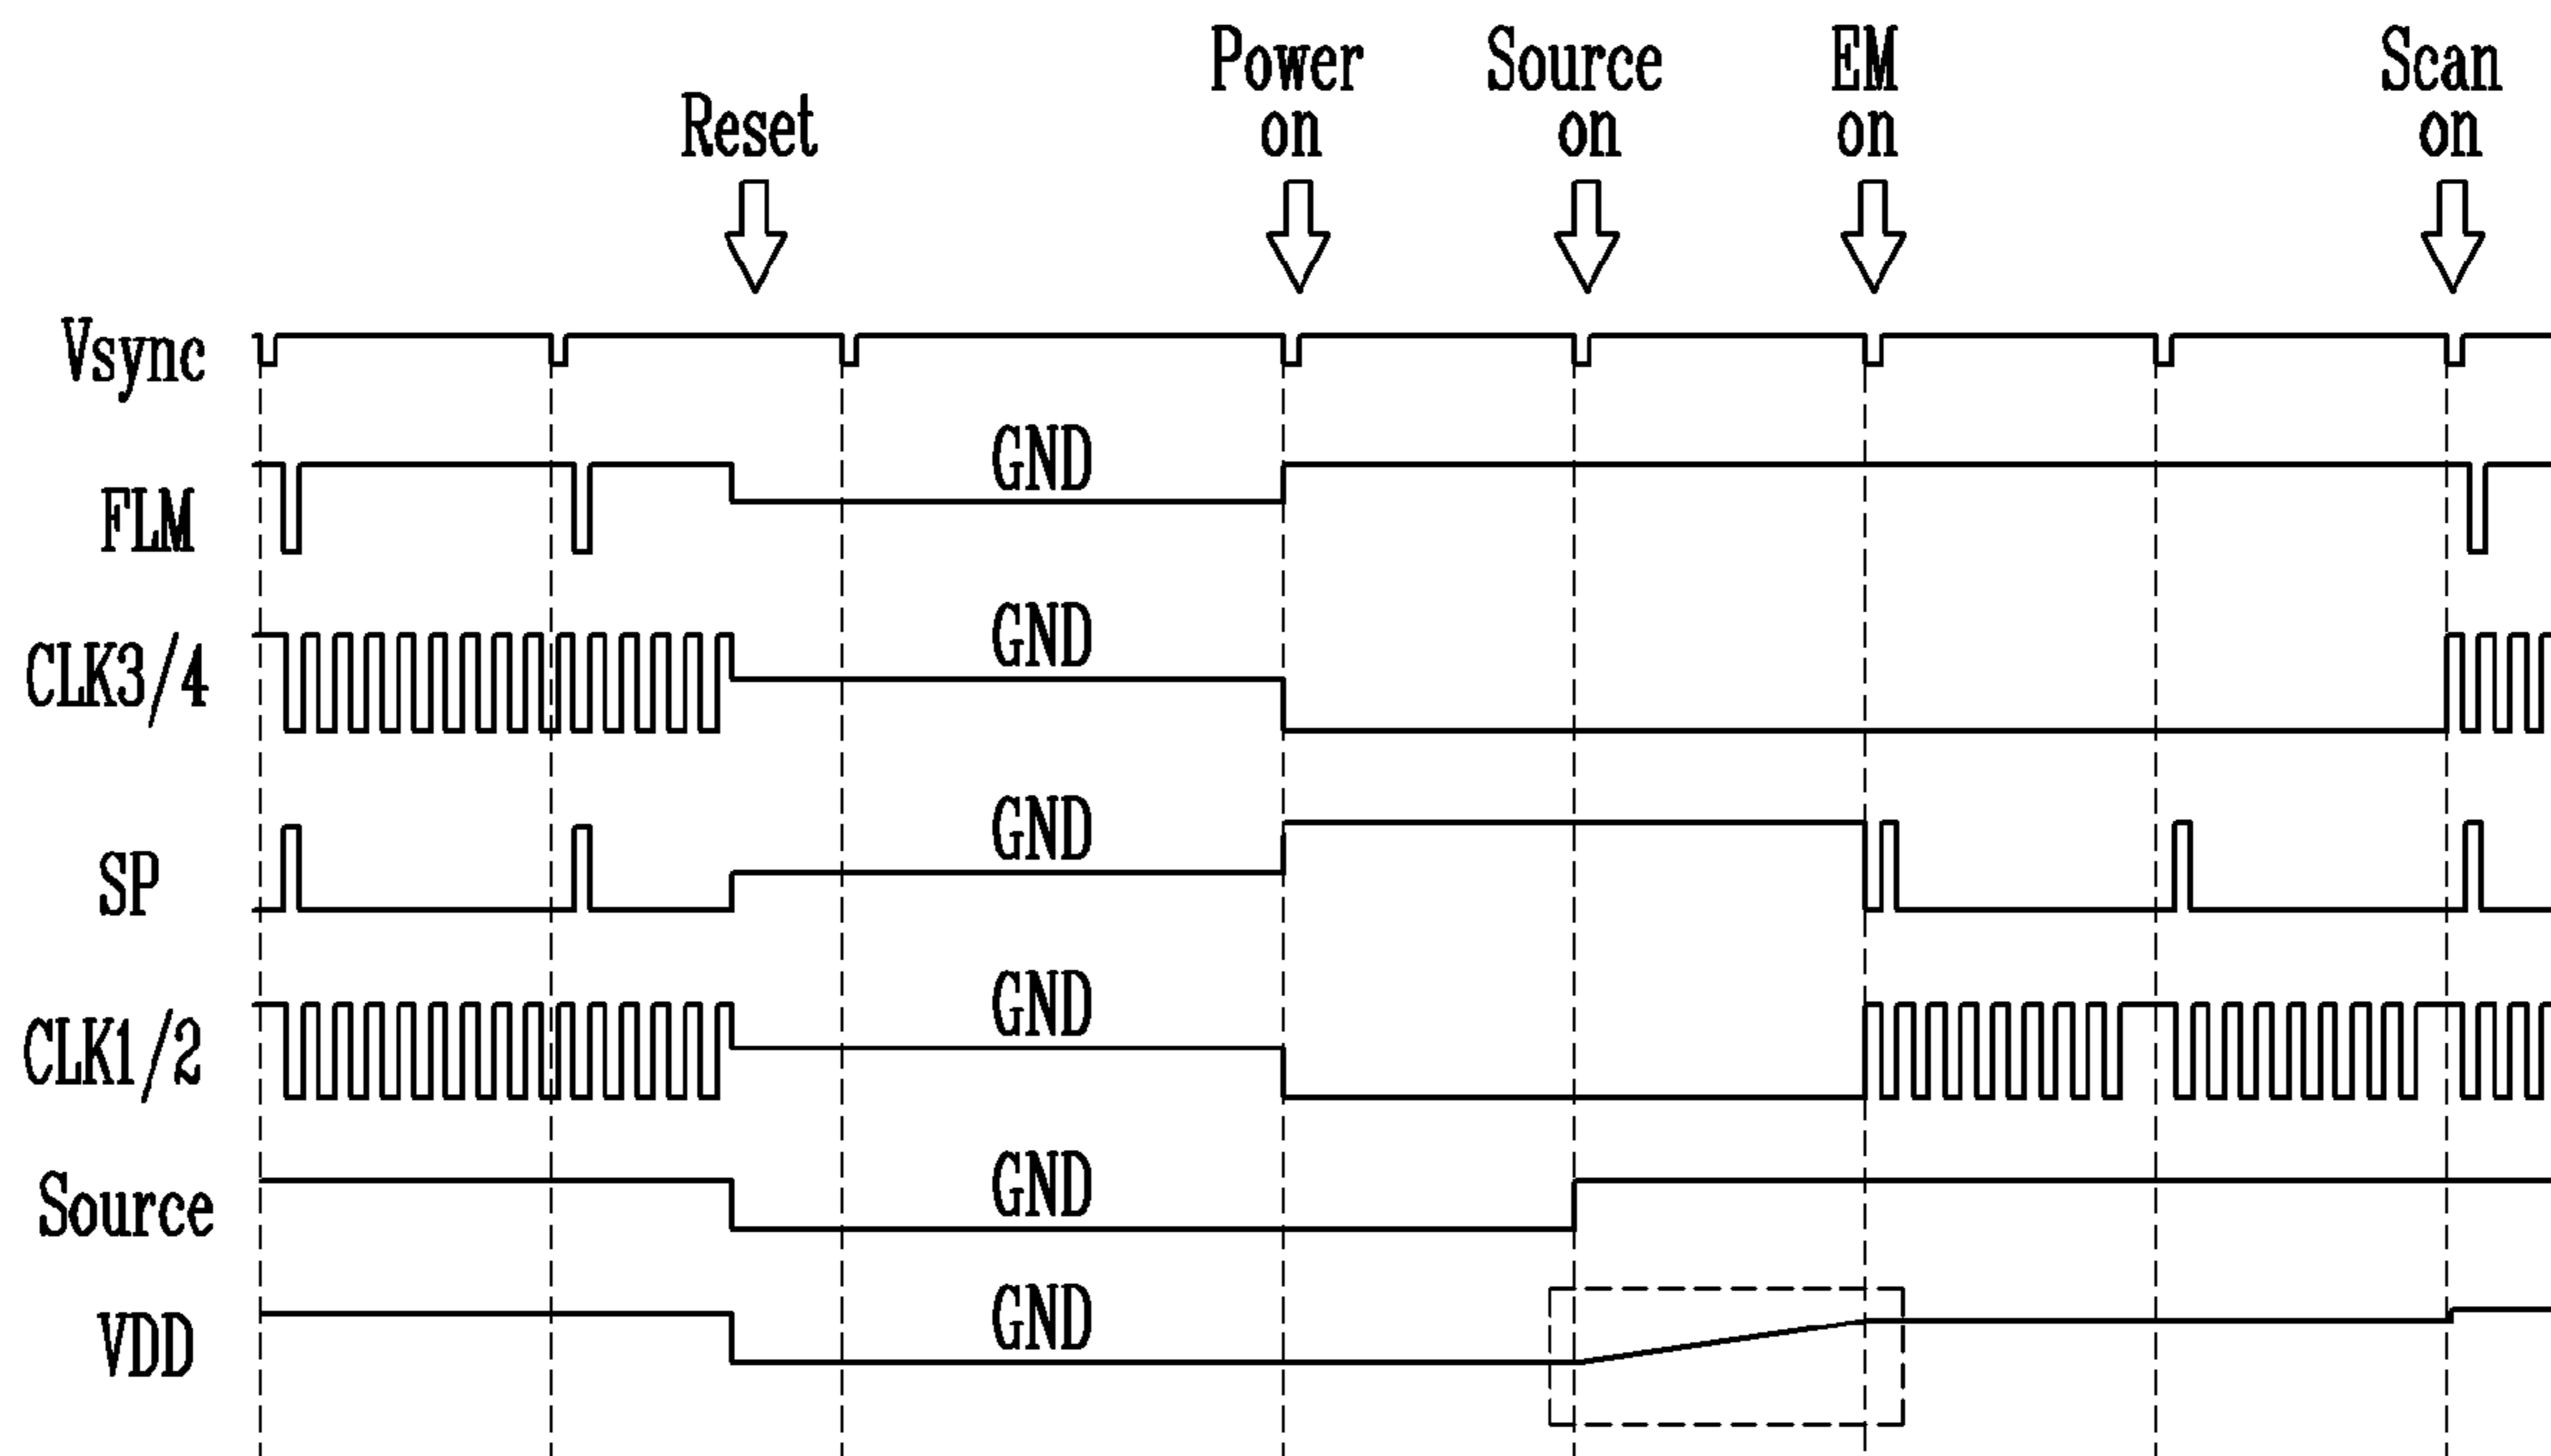 Reset
Power
on
Source
on
EM
on
Scan
on
Vsync
FLM
GND
CLK3/4
GND
SP
GND
CLK1/2
GND
Source
GND
VDD
GND